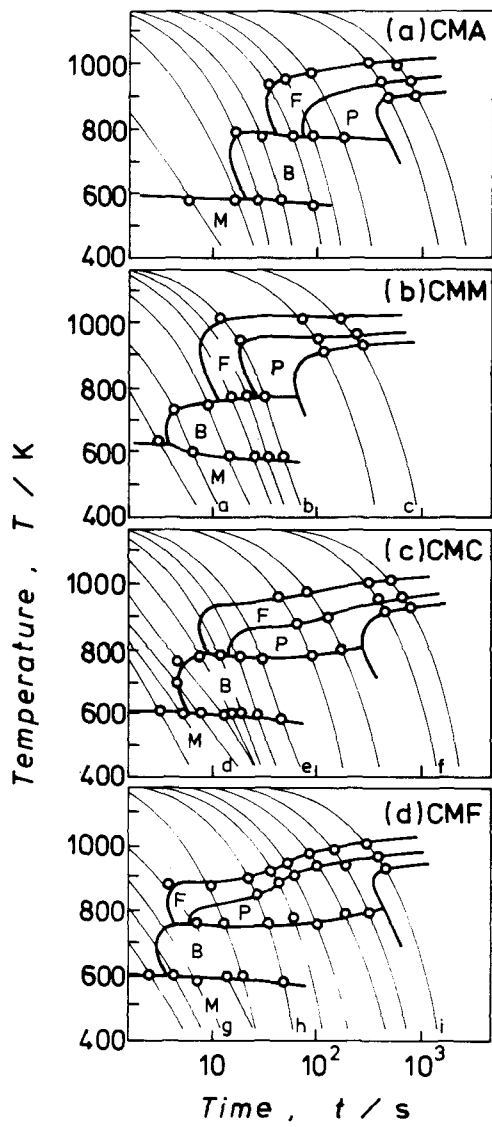 (a) CMA
1000
800
600
400
F
P
B
M
(b) CMM
1000
800
600
400
F
P
B
M
a
b
c
(c) CMC
1000
800
600
400
F
P
B
M
d
e
f
(d) CMF
1000
800
600
400
F
P
B
M
g
h
i
10
10²
10³
Temperature, T / K
Time, t / s